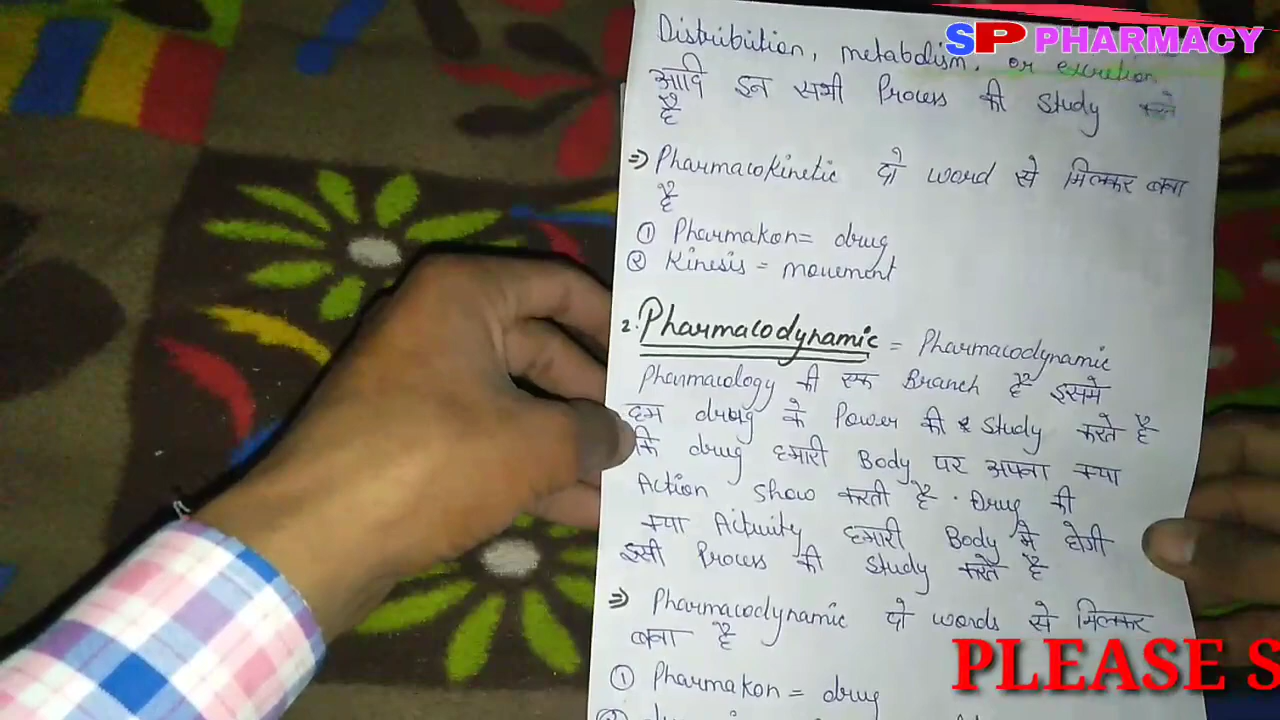 SP PHARMACY
Distribution, metabolism, or excretion
आदि इन सभी Process की Study करते
है
⇒ Pharmacokinetic दो word से मिलकर बना
है
① Pharmakon = drug
② Kinesis = movement
2. Pharmacodynamic = Pharmacodynamic
Pharmacology की एक Branch है इसमे
हम drug के Power की Study करते है
कि drug हमारी Body पर अपना क्या
Action Show करती है . Drug की
क्या Activity हमारी Body मे होगी
इसी Process की Study करते है
⇒ Pharmacodynamic दो words से मिलकर
बना है
① Pharmakon = drug
②
PLEASE S